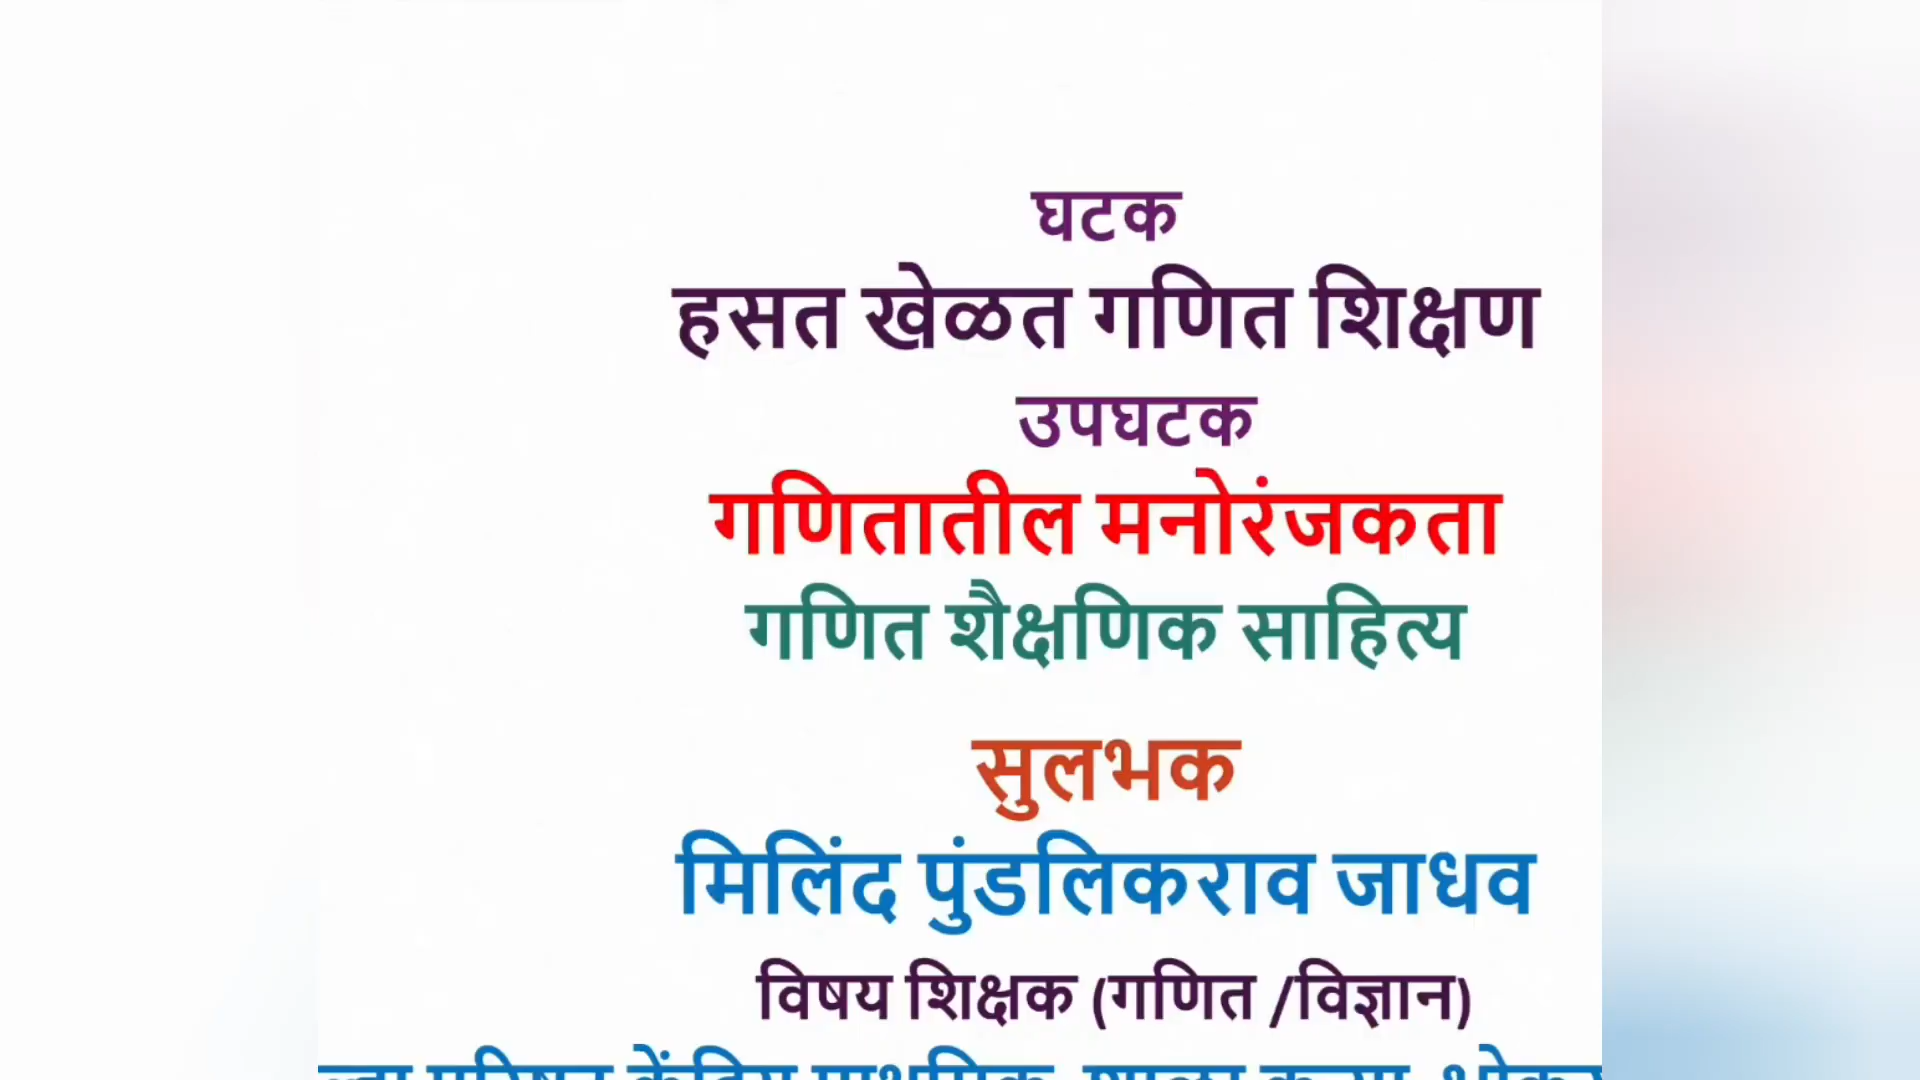 घटक
हसत खेळत गणित शिक्षण
उपघटक
गणितातील मनोरंजकता
गणित शैक्षणिक साहित्य
सुलभक
मिलिंद पुंडलिकराव जाधव
विषय शिक्षक (गणित /विज्ञान)